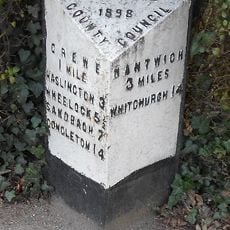 1898
COUNTY COUNCIL
CREWE
1 MILE
HASLINGTON 3
WHEELOCK 5
SANDBACH 7
CONGLETON 14
NANTWICH
3 MILES
WHITCHURCH 14